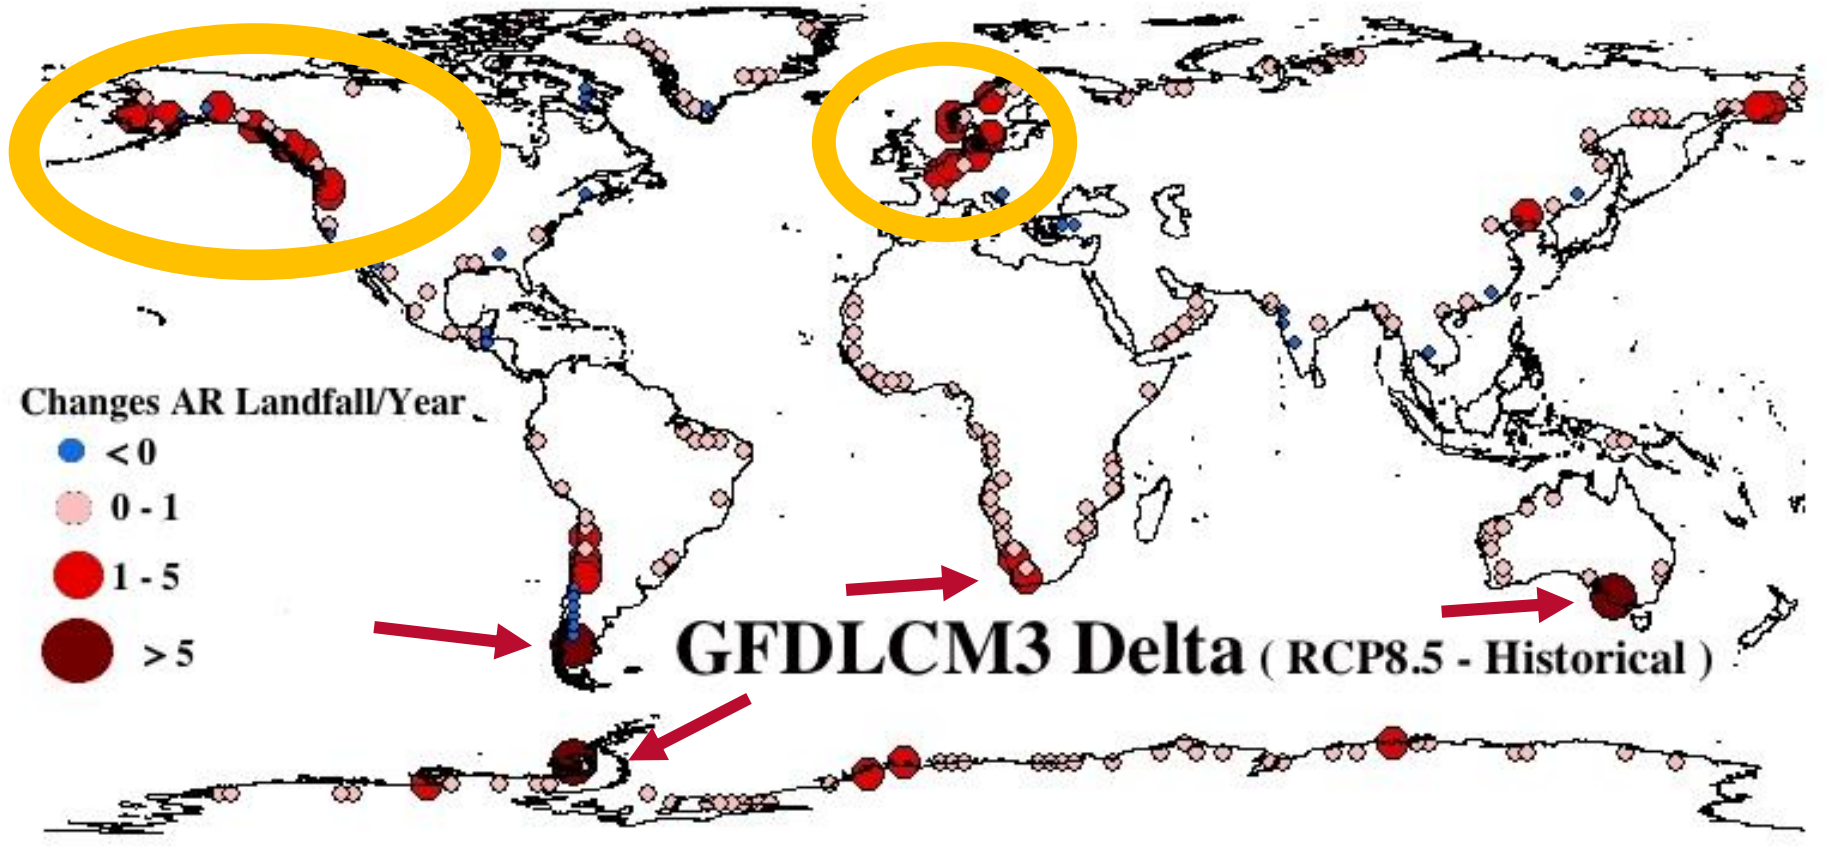 Changes AR Landfall/Year
< 0
0 - 1
1 - 5
> 5
GFDLCM3 Delta ( RCP8.5 - Historical )